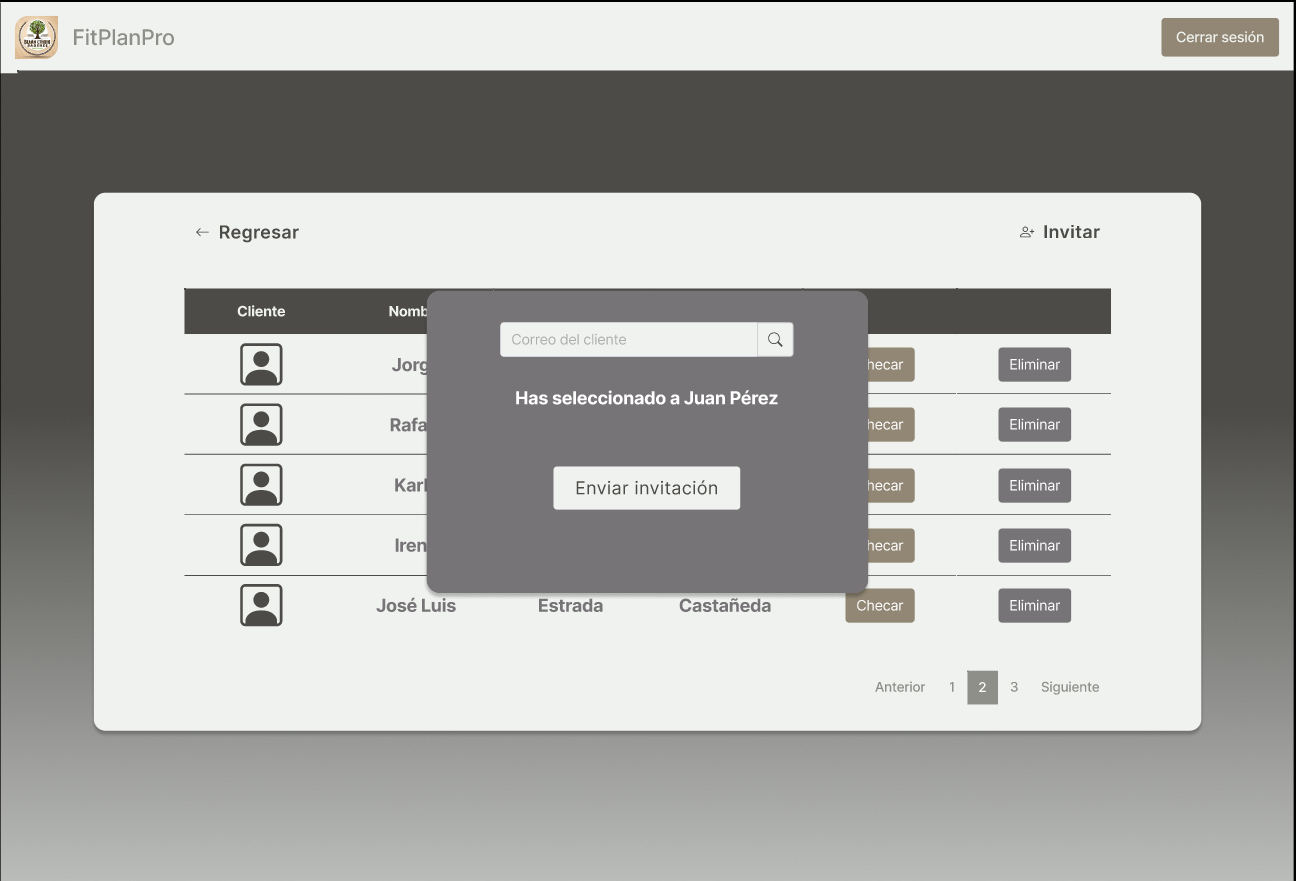 FitPlanPro
Cerrar sesión
Regresar
Invitar
Cliente Nomb
Correo del cliente
Has seleccionado a Juan Pérez
Enviar invitación
Jorg hecar Eliminar
Rafa hecar Eliminar
Karl hecar Eliminar
Iren hecar Eliminar
José Luis Estrada Castañeda Checar Eliminar
Anterior 1 2 3 Siguiente